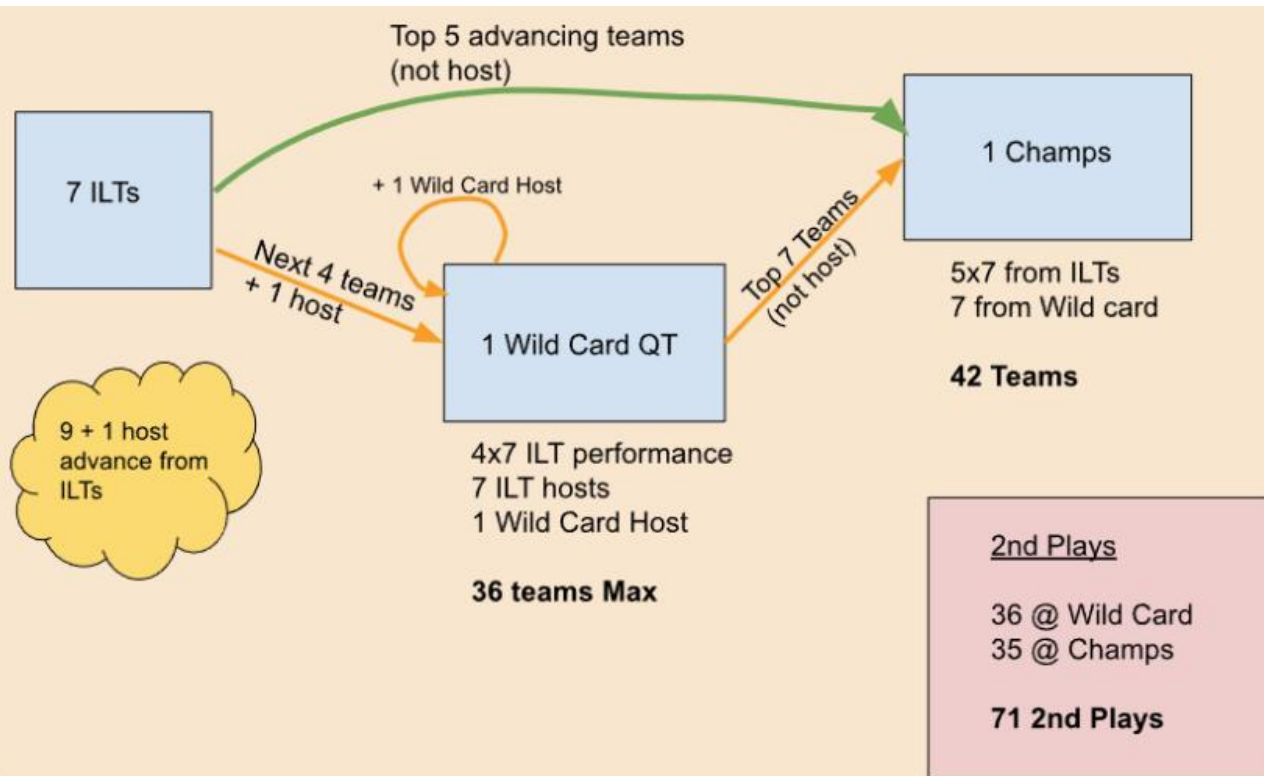 Top 5 advancing teams
(not host)
7 ILTs
+ 1 Wild Card Host
1 Champs
Next 4 teams
+ 1 host
Top 7 Teams
(not host)
1 Wild Card QT
5x7 from ILTs
7 from Wild card
42 Teams
9 + 1 host
advance from
ILTs
4x7 ILT performance
7 ILT hosts
1 Wild Card Host
36 teams Max
2nd Plays
36 @ Wild Card
35 @ Champs
71 2nd Plays